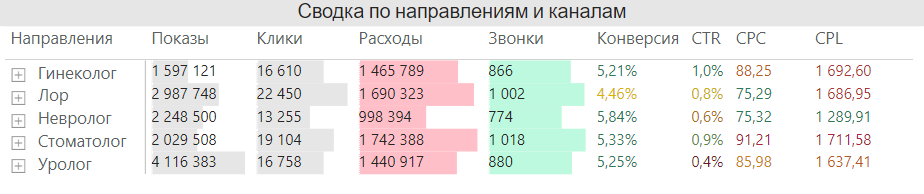 Сводка по направлениям и каналам
Направления Показы Клики Расходы Звонки Конверсия CTR CPC CPL
Гинеколог 1 597 121 16 610 1 465 789 866 5,21% 1,0% 88,25 1 692,60
Лор 2 987 748 22 450 1 690 323 1 002 4,46% 0,8% 75,29 1 686,95
Невролог 2 248 500 13 255 998 394 774 5,84% 0,6% 75,32 1 289,91
Стоматолог 2 029 508 19 104 1 742 388 1 018 5,33% 0,9% 91,21 1 711,58
Уролог 4 116 383 16 758 1 440 917 880 5,25% 0,4% 85,98 1 637,41